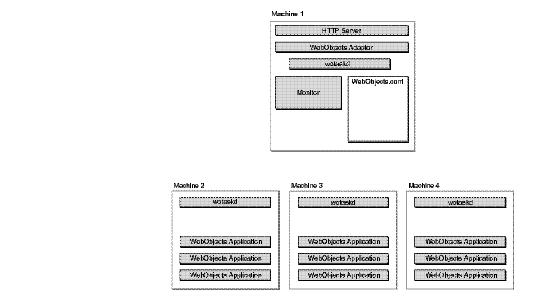 Machine 1
HTTP Server
WebObjects Adaptor
wotaskd
Monitor
WebObjects.conf
Machine 2
wotaskd
WebObjects Application
WebObjects Application
WebObjects Application
Machine 3
wotaskd
WebObjects Application
WebObjects Application
WebObjects Application
Machine 4
wotaskd
WebObjects Application
WebObjects Application
WebObjects Application